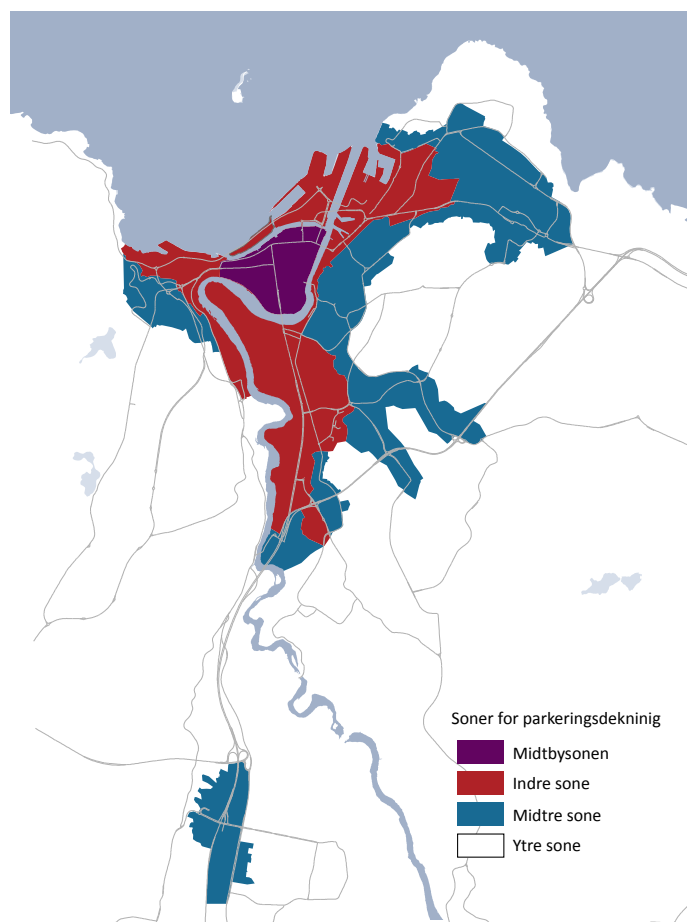 Soner for parkeringsdekninig
Midtbysonen
Indre sone
Midtre sone
Ytre sone